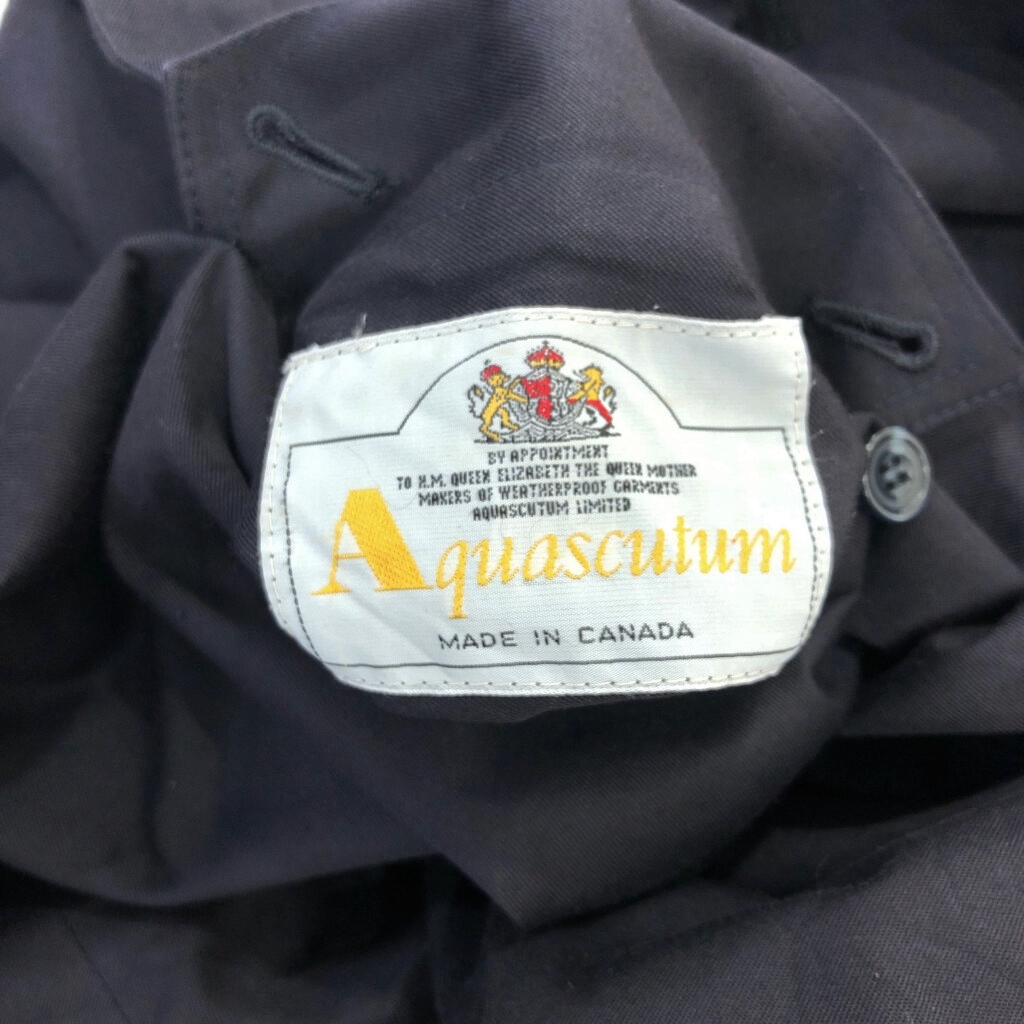 BY APPOINTMENT
TO H.M. QUEEN ELIZABETH THE QUEEN MOTHER
MAKERS OF WEATHERPROOF GARMENTS
AQUASCUTUM LIMITED
Aquascutum
MADE IN CANADA